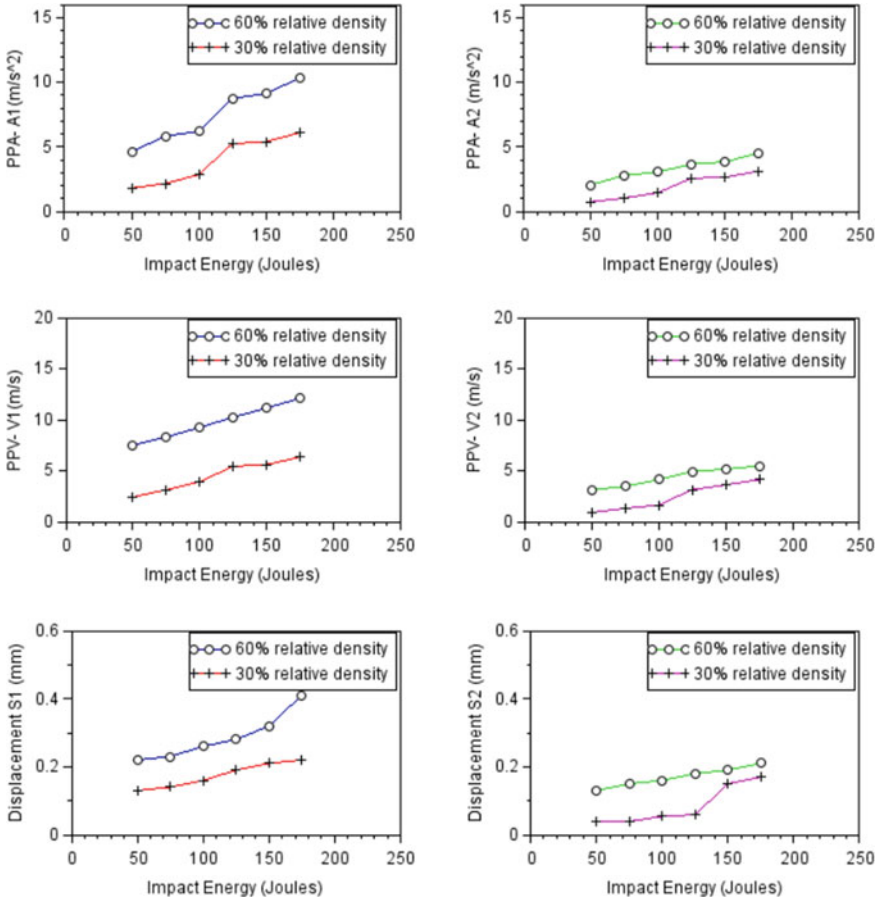 60% relative density
30% relative density
PPA- A1 (m/s^2)
15
10
5
0
0 50 100 150 200 250
Impact Energy (Joules)
60% relative density
30% relative density
PPA- A2 (m/s^2)
15
10
5
0
0 50 100 150 200 250
Impact Energy (Joules)
60% relative density
30% relative density
PPV- V1 (m/s)
20
15
10
5
0
0 50 100 150 200 250
Impact Energy (Joules)
60% relative density
30% relative density
PPV- V2 (m/s)
20
15
10
5
0
0 50 100 150 200 250
Impact Energy (Joules)
60% relative density
30% relative density
Displacement S1 (mm)
0.6
0.4
0.2
0
0 50 100 150 200 250
Impact Energy (Joules)
60% relative density
30% relative density
Displacement S2 (mm)
0.6
0.4
0.2
0
0 50 100 150 200 250
Impact Energy (Joules)